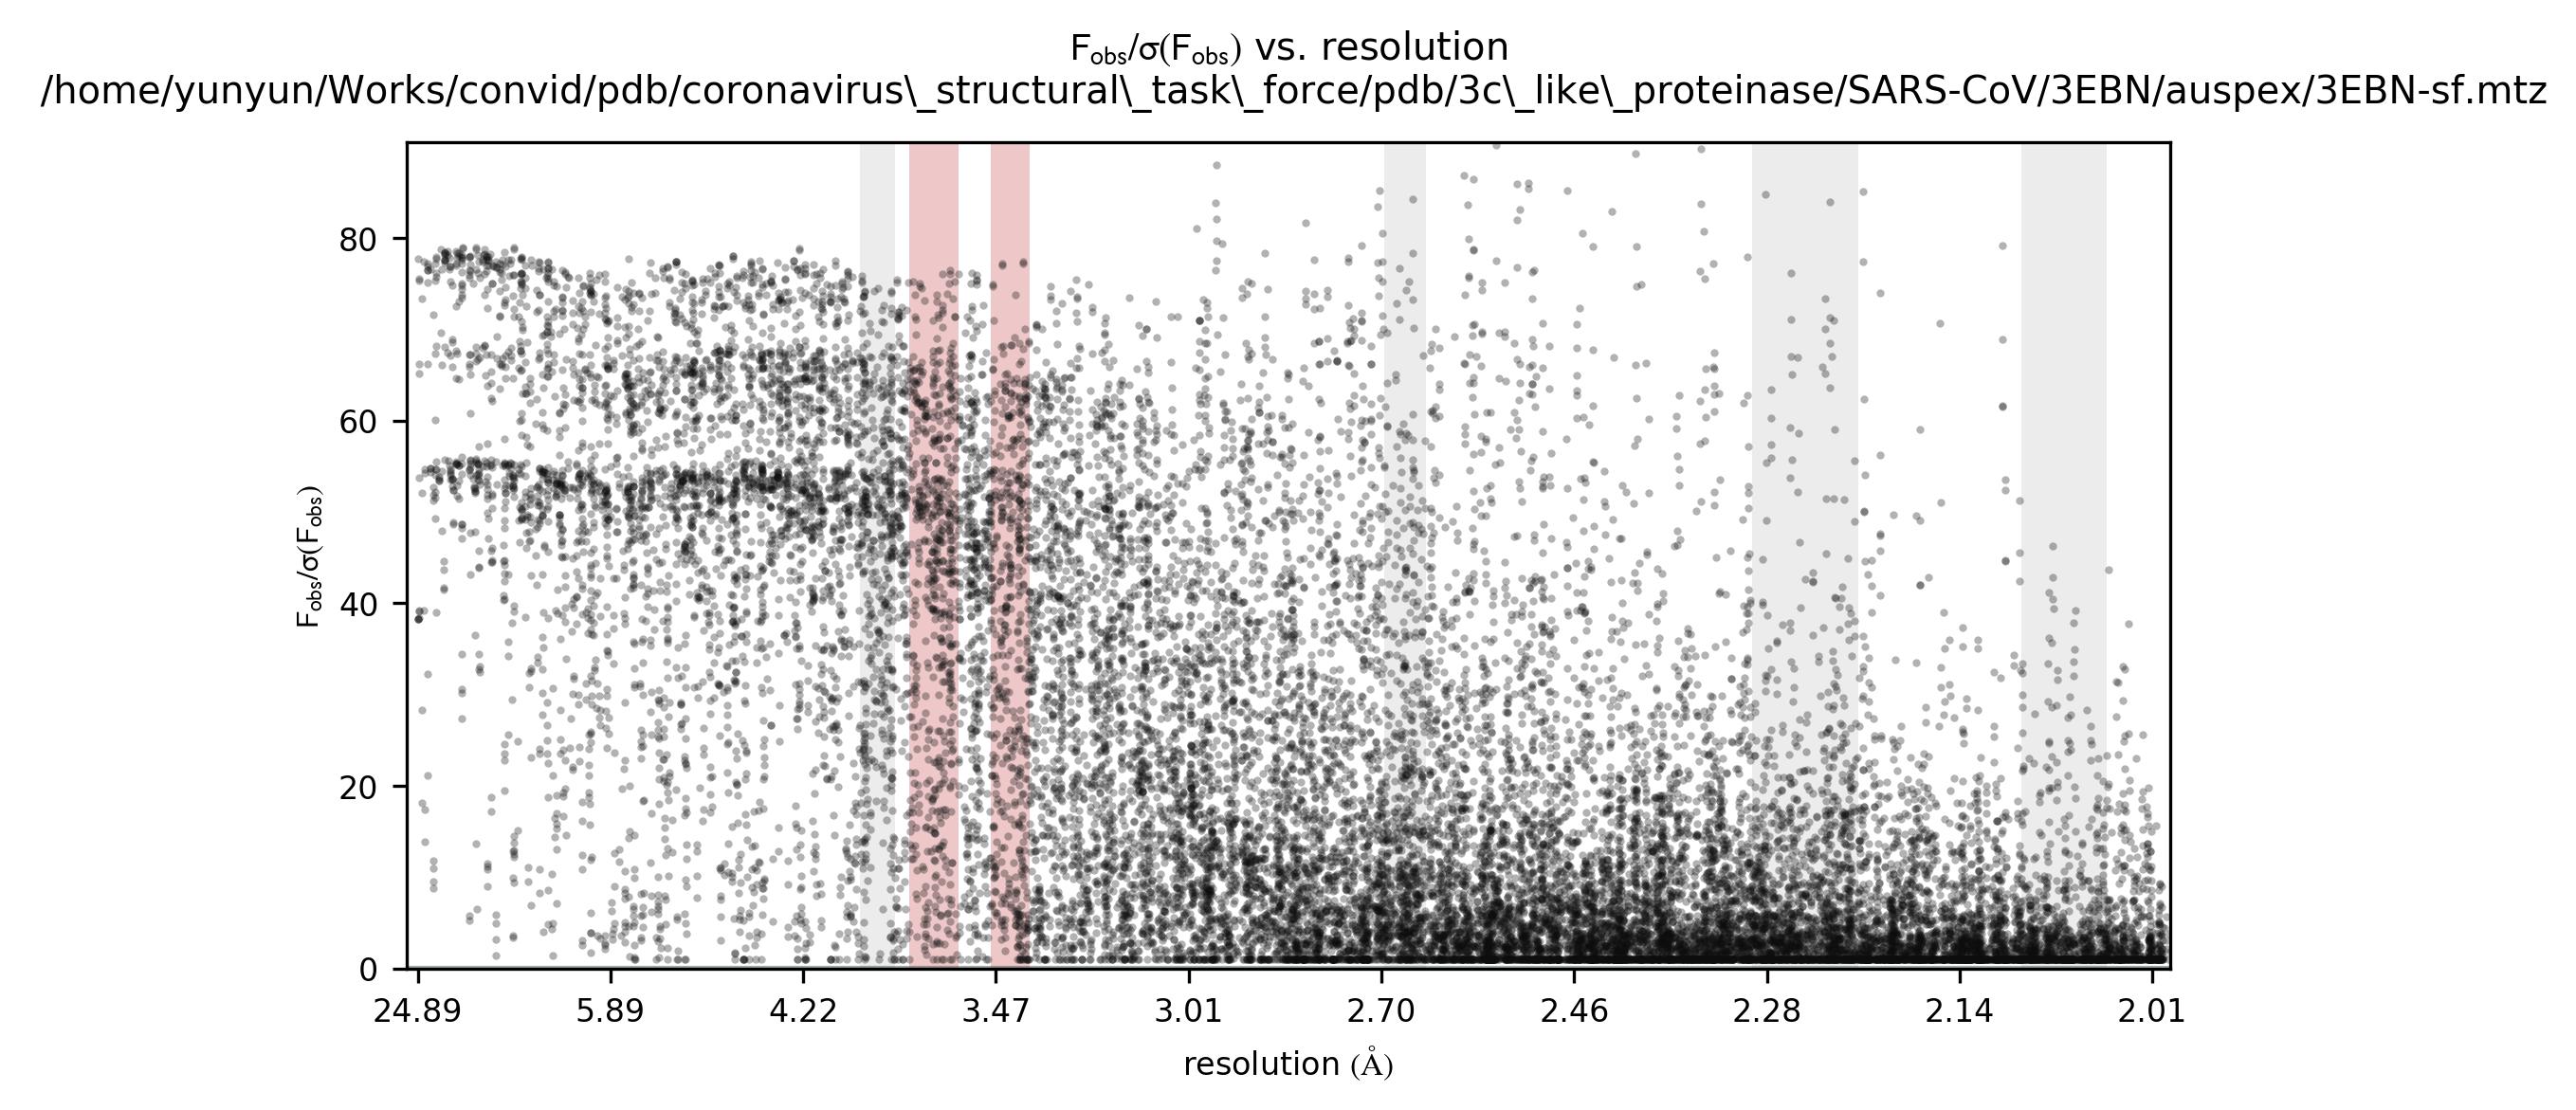 Fobs/σ(Fobs) vs. resolution
/home/yunyun/Works/convid/pdb/coronavirus\_structural\_task\_force/pdb/3c\_like\_proteinase/SARS-CoV/3EBN/auspex/3EBN-sf.mtz
Fobs/σ(Fobs)
80
60
40
20
0
24.89 5.89 4.22 3.47 3.01 2.70 2.46 2.28 2.14 2.01
resolution (Å)